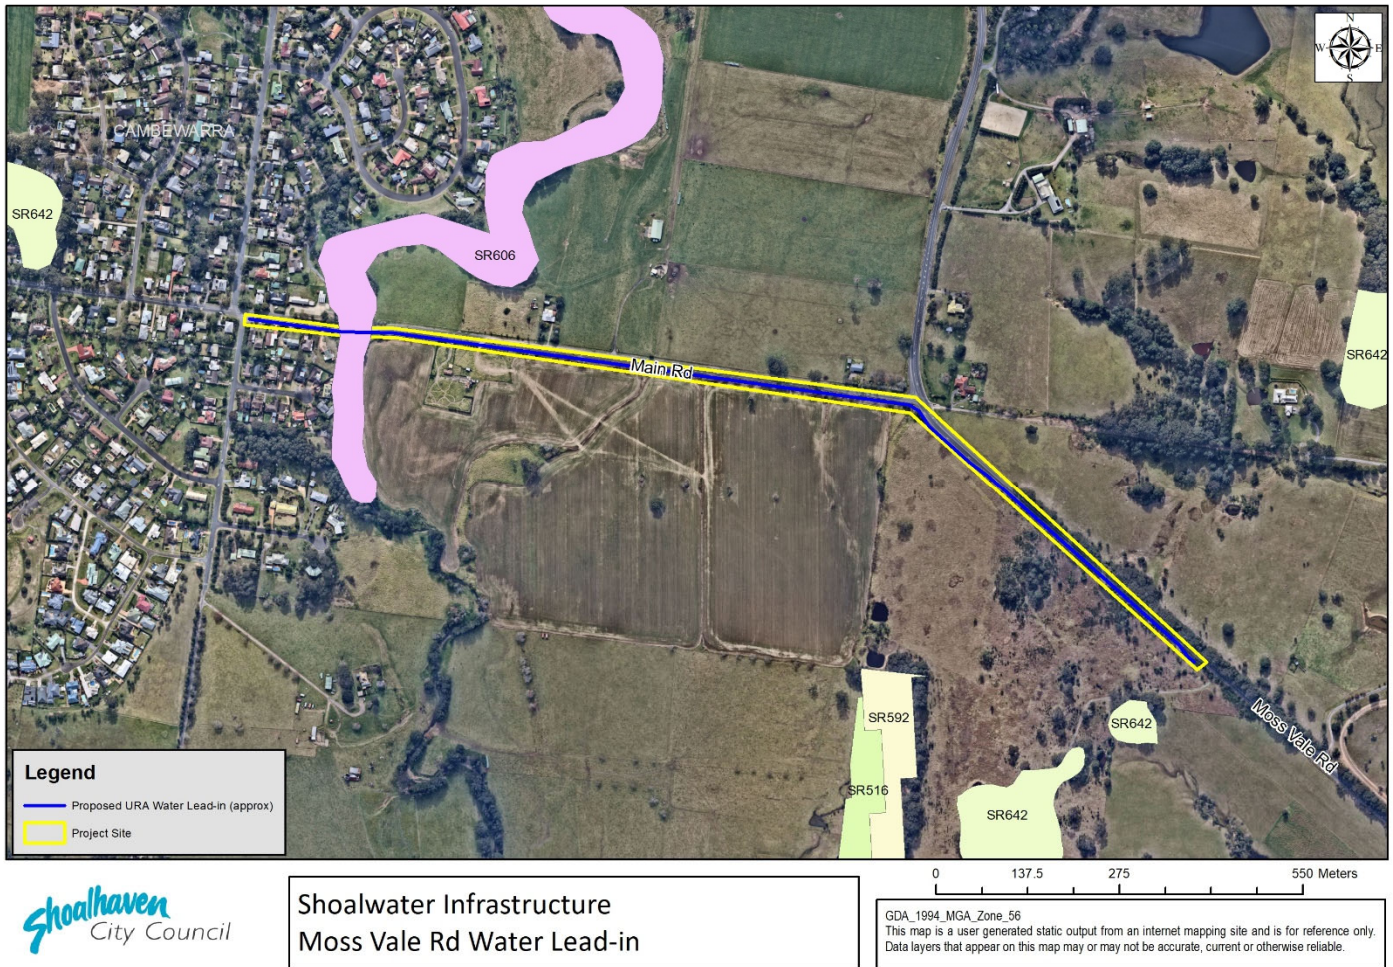 N
W E
S
CAMBEWARRA
SR642
SR606
SR642
Main Rd
SR592
SR642
Moss Vale Rd
SR516
SR642
Legend
Proposed URA Water Lead-in (approx)
Project Site
Shoalhaven
City Council
Shoalwater Infrastructure
Moss Vale Rd Water Lead-in
0 137.5 275 550 Meters
GDA_1994_MGA_Zone_56
This map is a user generated static output from an internet mapping site and is for reference only.
Data layers that appear on this map may or may not be accurate, current or otherwise reliable.